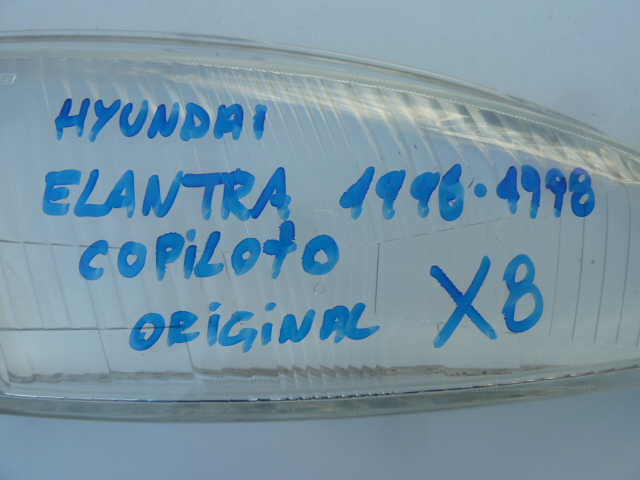 HYUNDAI
ELANTRA 1996.1998
COPiLOTO
ORiGiNAL X8